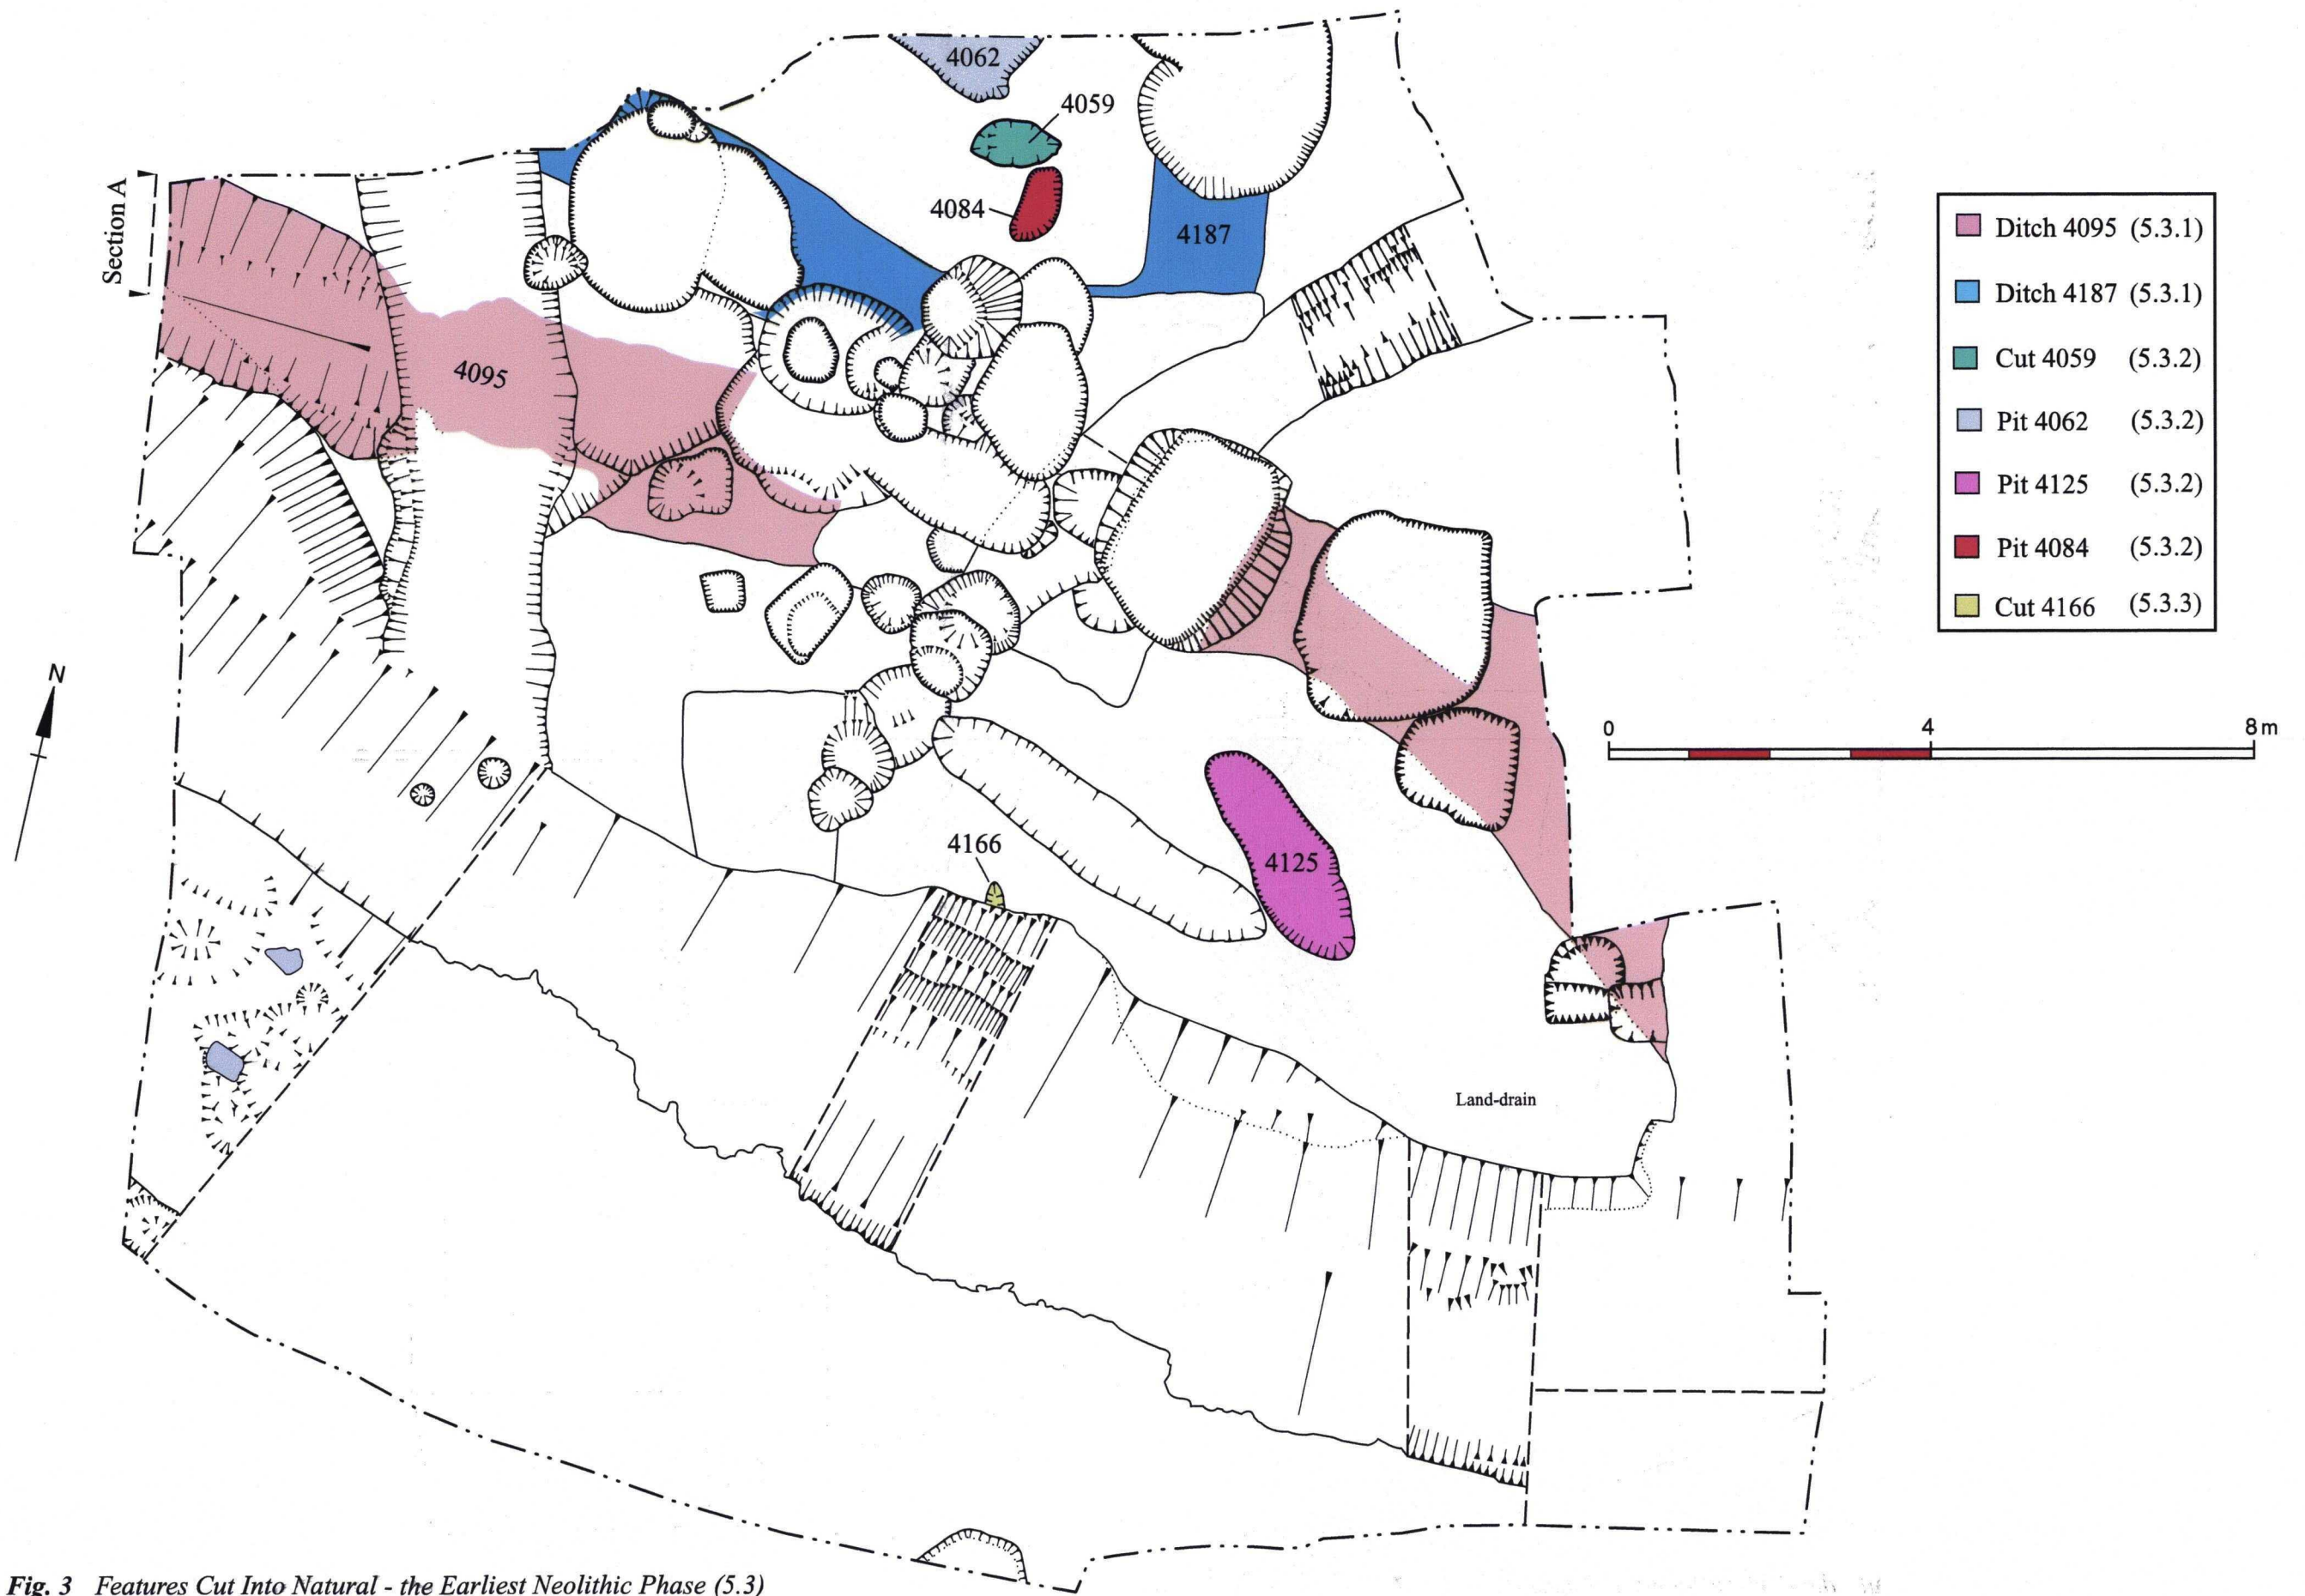 4062
4059
4084
4187
Section A
4095
Ditch 4095 (5.3.1)
Ditch 4187 (5.3.1)
Cut 4059 (5.3.2)
Pit 4062 (5.3.2)
Pit 4125 (5.3.2)
Pit 4084 (5.3.2)
Cut 4166 (5.3.3)
N
0 4 8m
4166
4125
Land-drain
Fig. 3 Features Cut Into Natural - the Earliest Neolithic Phase (5.3)